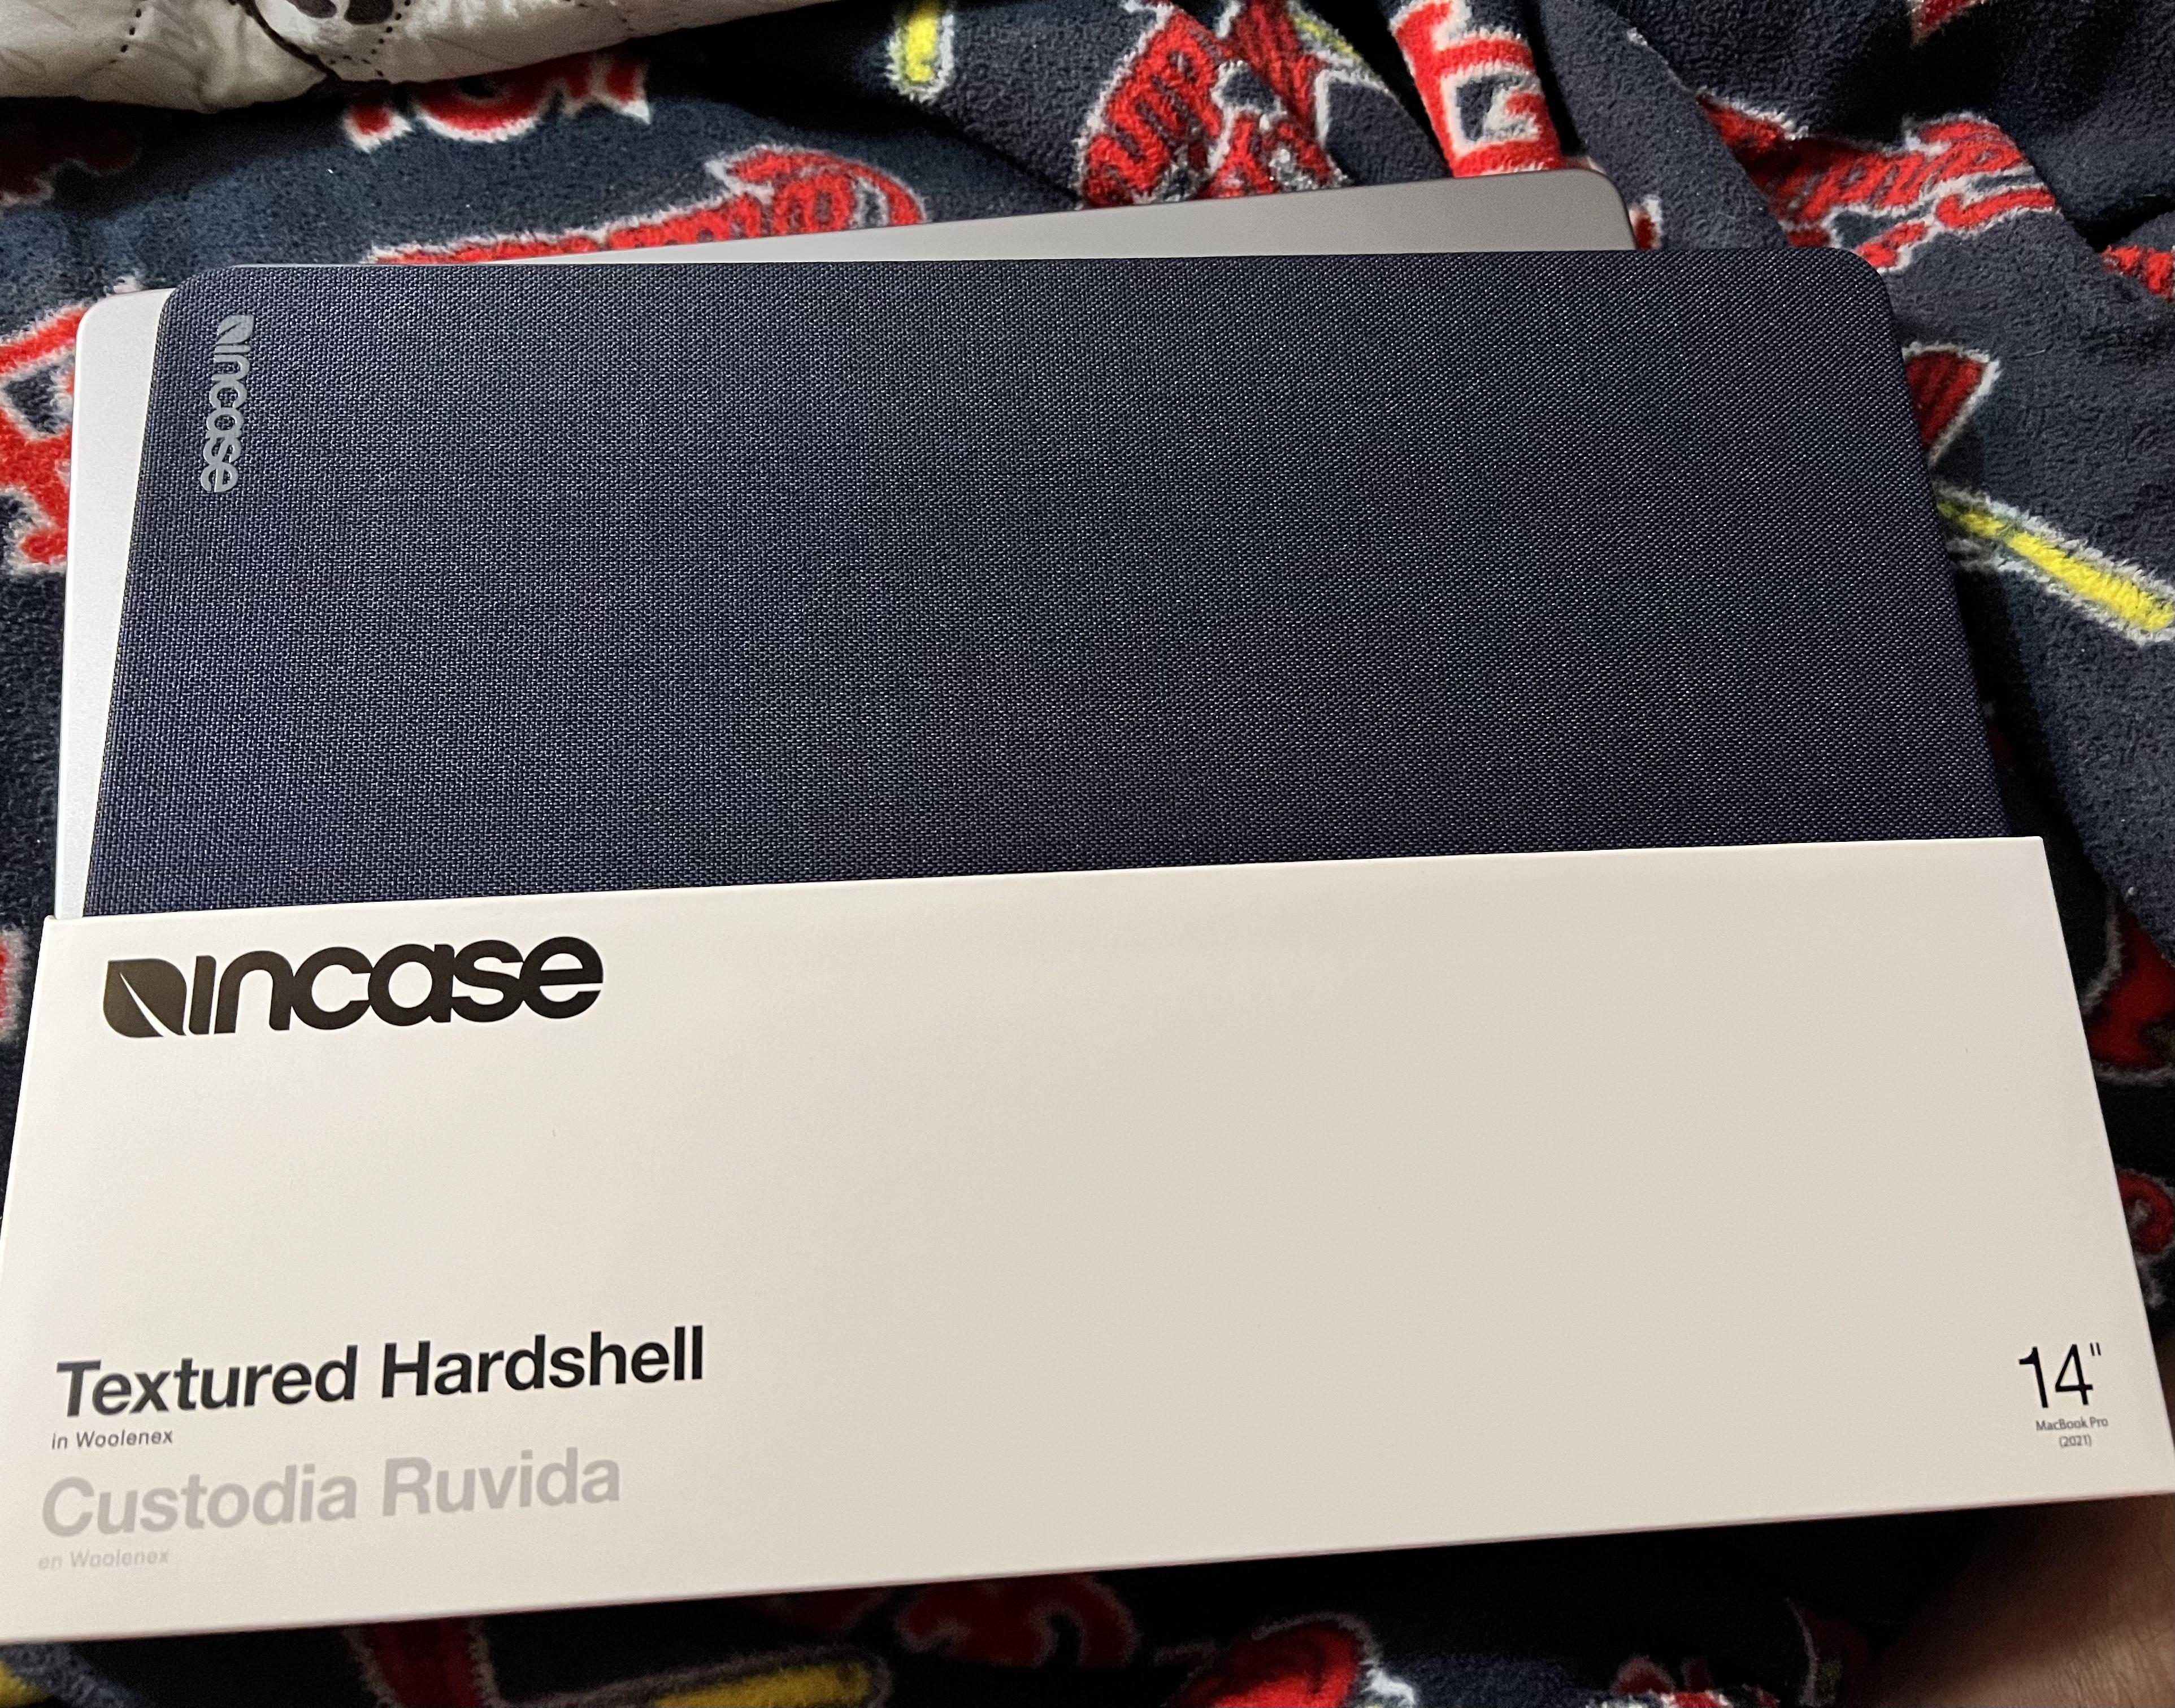 incase
incase
Textured Hardshell
in Woolenex
Custodia Ruvida
en Woolenex
14"
MacBook Pro
(2021)